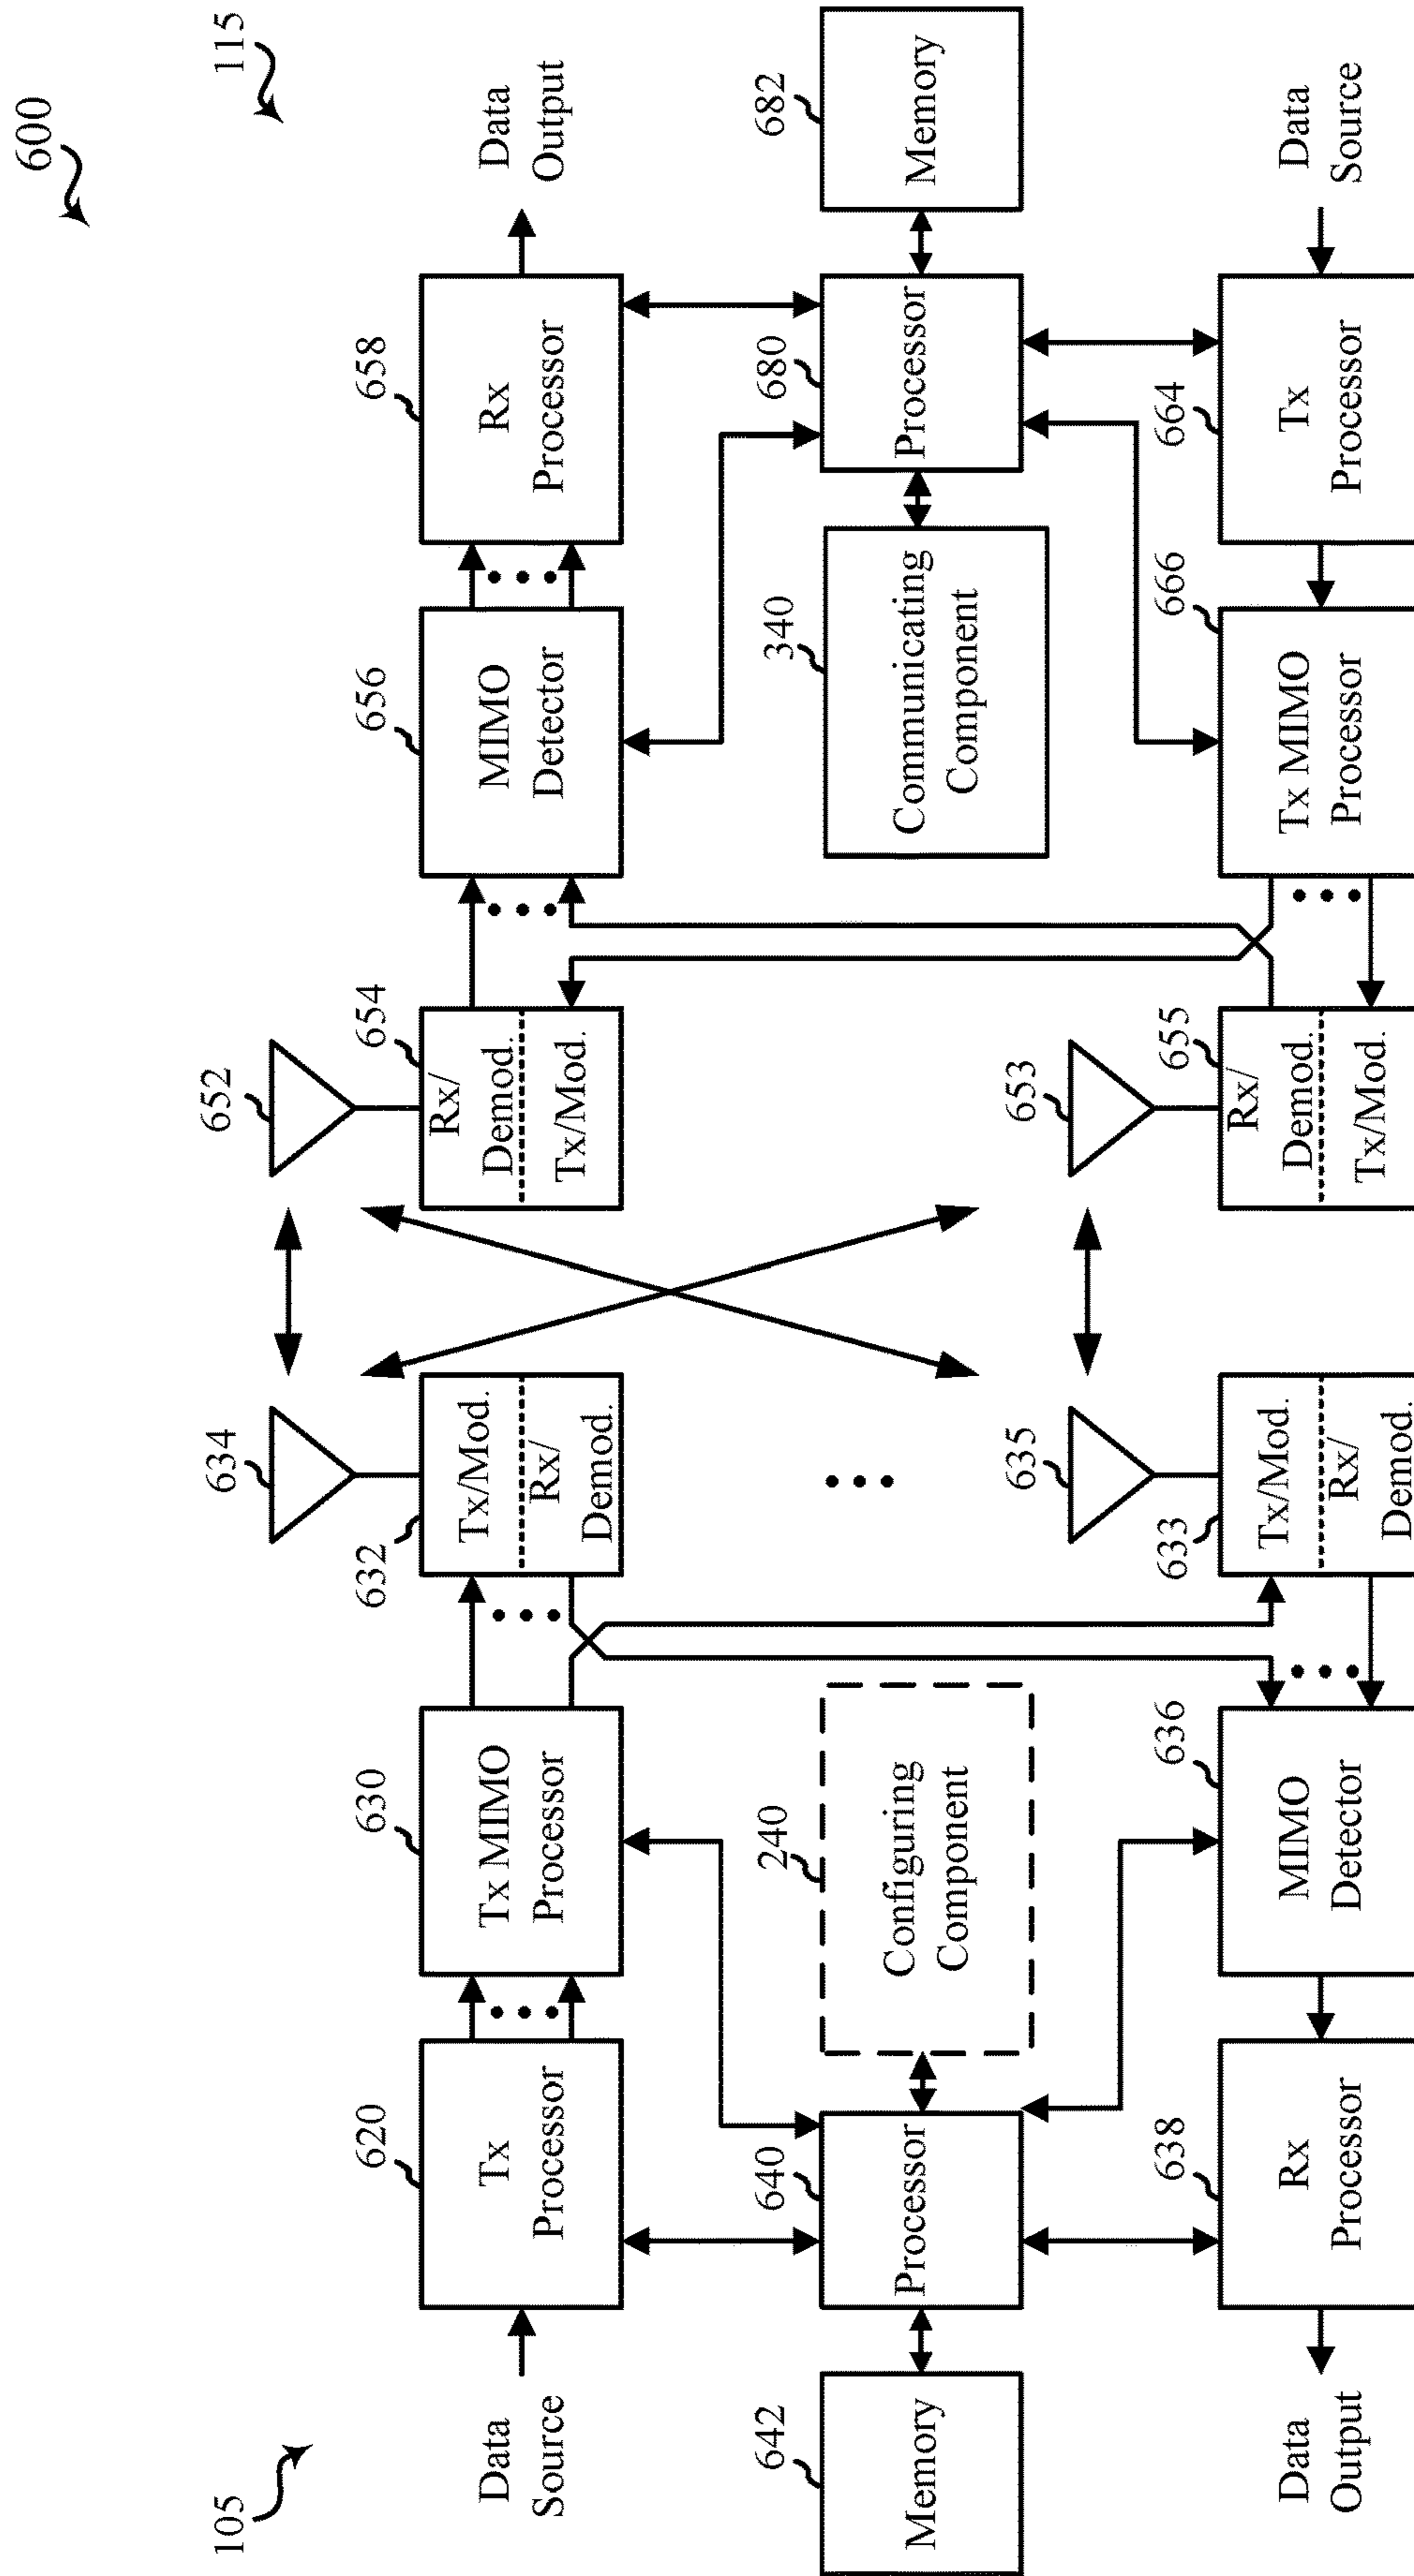 600
105
115
634
652
620
630
632
654
656
658
Data
Source
Tx
Processor
Tx MIMO
Processor
Tx/Mod.
Rx/
Demod.
Rx/
Demod.
Tx/Mod.
MIMO
Detector
Rx
Processor
Data
Output
642
640
240
340
680
682
Memory
Processor
Configuring
Component
Communicating
Component
Processor
Memory
635
653
638
636
633
655
666
664
Data
Output
Rx
Processor
MIMO
Detector
Tx/Mod.
Rx/
Demod.
Rx/
Demod.
Tx/Mod.
Tx MIMO
Processor
Tx
Processor
Data
Source